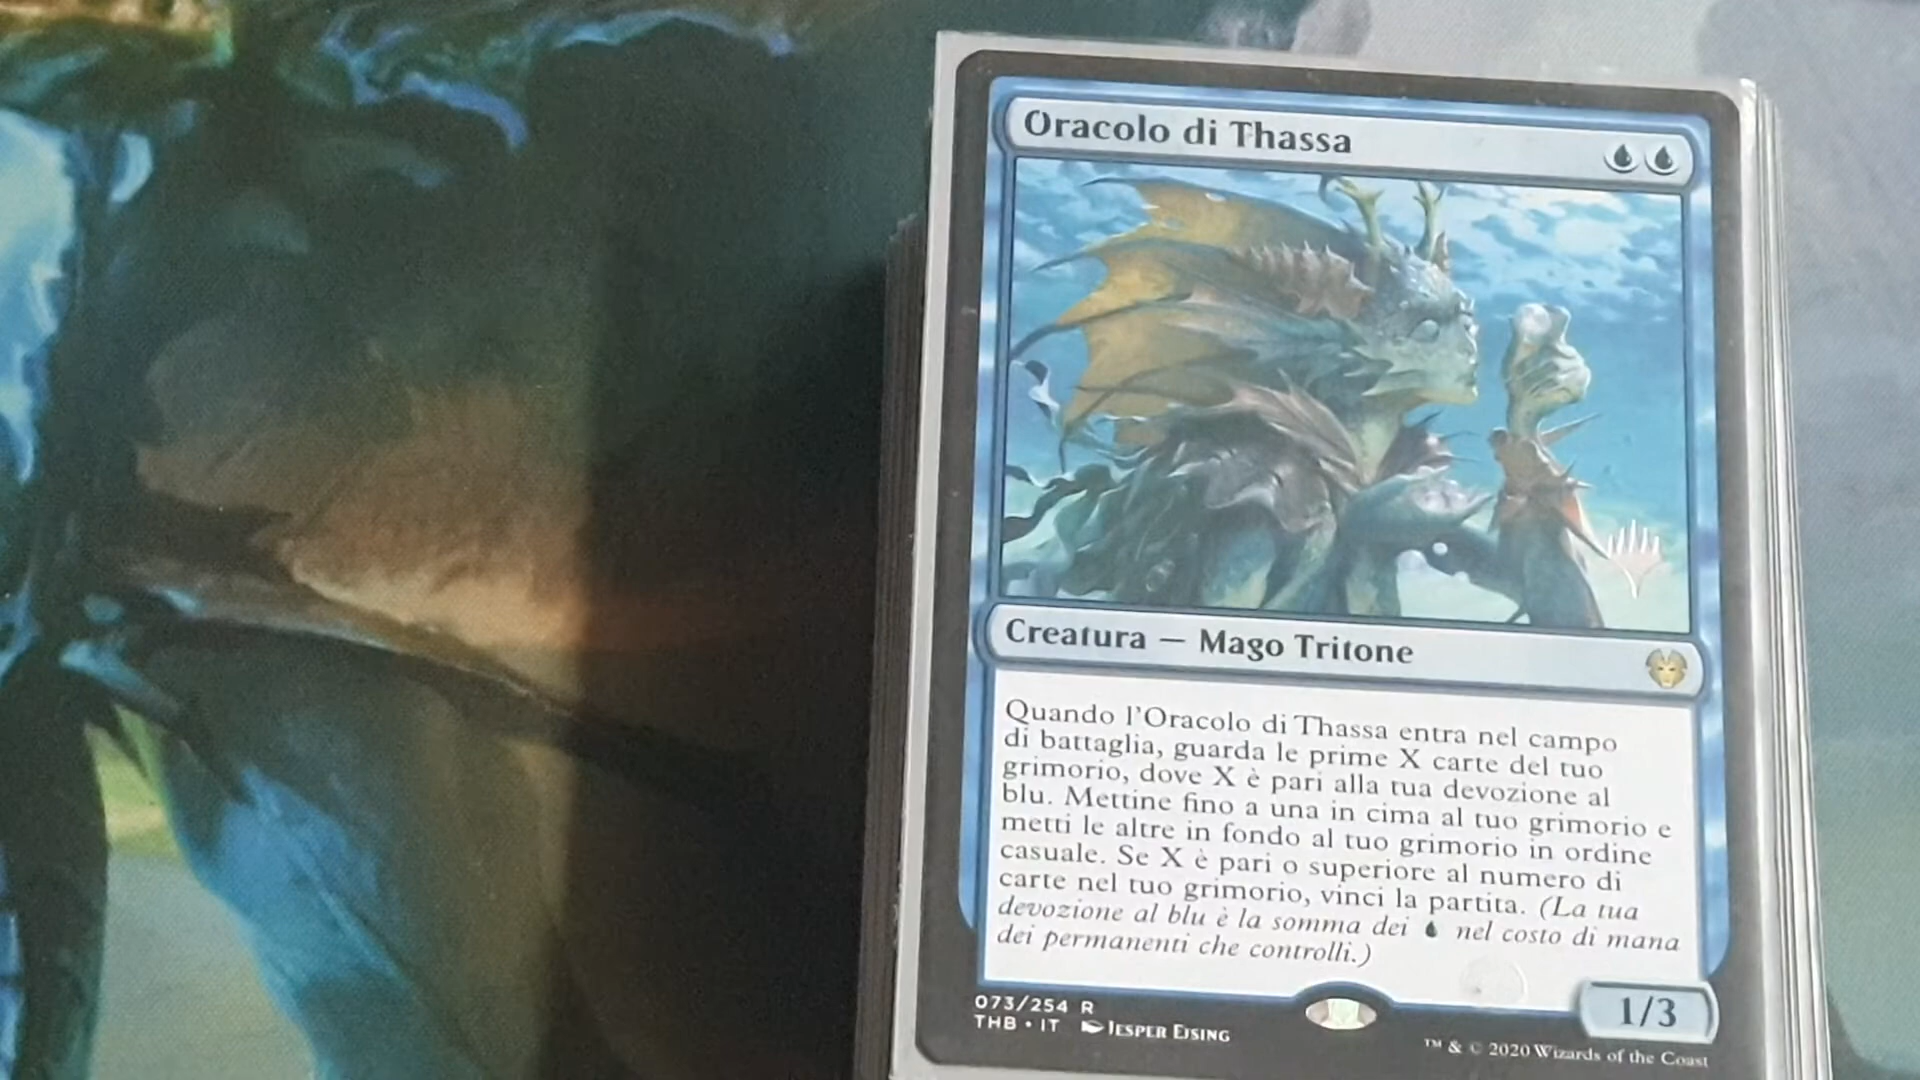 Oracolo di Thassa
Creatura — Mago Tritone
Quando l'Oracolo di Thassa entra nel campo
di battaglia, guarda le prime X carte del tuo
grimorio, dove X è pari alla tua devozione al
blu. Mettine fino a una in cima al tuo grimorio e
metti le altre in fondo al tuo grimorio in ordine
casuale. Se X è pari o superiore al numero di
carte nel tuo grimorio, vinci la partita. (La tua
devozione al blu è la somma dei nel costo di mana
dei permanenti che controlli.)
1/3
073/254 R
THB • IT Jesper Ejsing
™ & © 2020 Wizards of the Coast